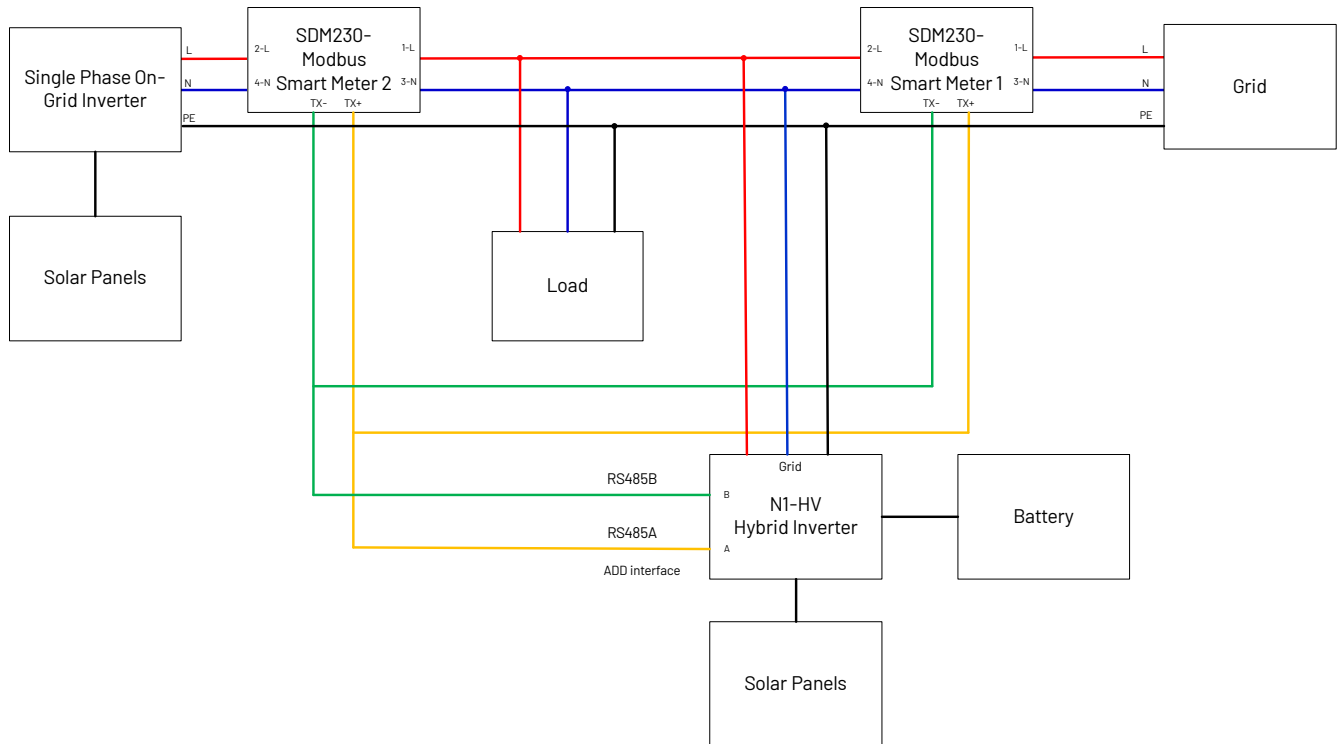 Single Phase On-
Grid Inverter
L
N
PE
2-L
4-N
SDM230-
Modbus
Smart Meter 2
1-L
3-N
TX-
TX+
2-L
4-N
SDM230-
Modbus
Smart Meter 1
1-L
3-N
TX-
TX+
L
N
PE
Grid
Solar Panels
Load
RS485B
RS485A
ADD interface
Grid
B
A
N1-HV
Hybrid Inverter
Battery
Solar Panels